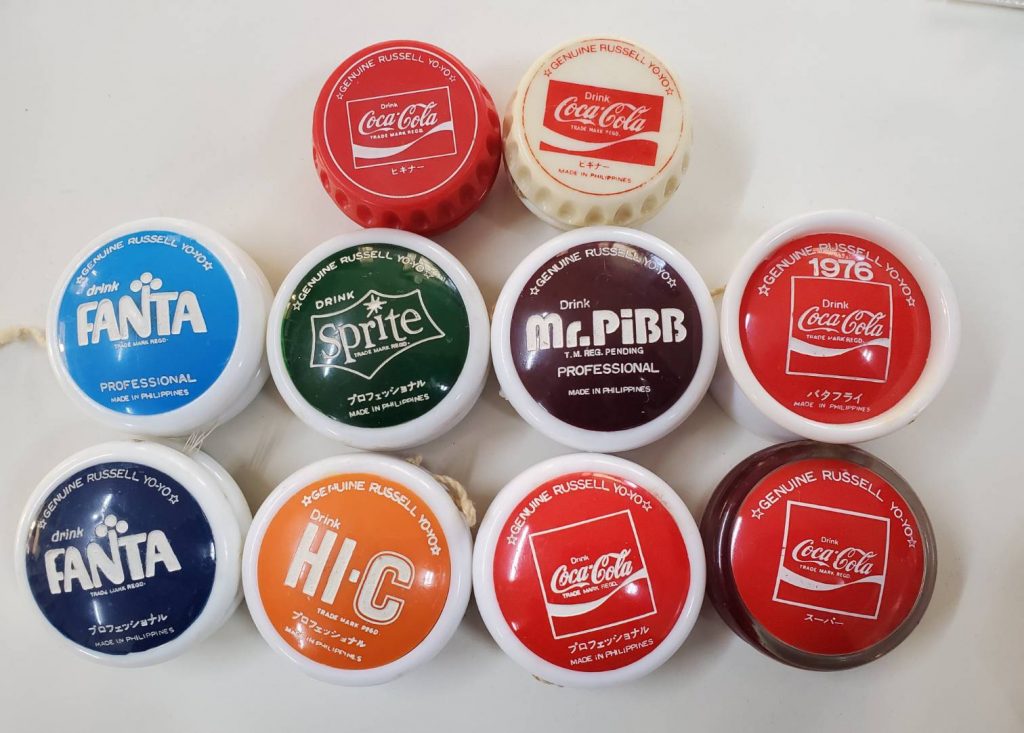 ☆GENUINE RUSSELL YO-YO☆
Drink
Coca-Cola
TRADE MARK REGD.
ビギナー
☆GENUINE RUSSELL YO-YO☆
Drink
Coca-Cola
TRADE MARK REGD.
ビギナー
MADE IN PHILIPPINES
☆GENUINE RUSSELL YO-YO☆
drink
FANTA
TRADE MARK REGD.
PROFESSIONAL
MADE IN PHILIPPINES
☆GENUINE RUSSELL YO-YO☆
DRINK
Sprite
TRADE MARK REGD.
プロフェッショナル
MADE IN PHILIPPINES
☆GENUINE RUSSELL YO-YO☆
Drink
Mr.PiBB
T.M. REG. PENDING
PROFESSIONAL
MADE IN PHILIPPINES
☆GENUINE RUSSELL YO-YO☆
1976
Drink
Coca-Cola
バタフライ
MADE IN PHILIPPINES
☆GENUINE RUSSELL YO-YO☆
drink
FANTA
TRADE MARK REGD.
プロフェッショナル
MADE IN PHILIPPINES
☆GENUINE RUSSELL YO-YO☆
Drink
HI-C
TRADE MARK REGD
プロフェッショナル
MADE IN PHILIPPINES
☆GENUINE RUSSELL YO-YO☆
Drink
Coca-Cola
TRADE MARK REGD.
プロフェッショナル
MADE IN PHILIPPINES
☆GENUINE RUSSELL YO-YO☆
Drink
Coca-Cola
TRADE MARK REGD.
スーパー